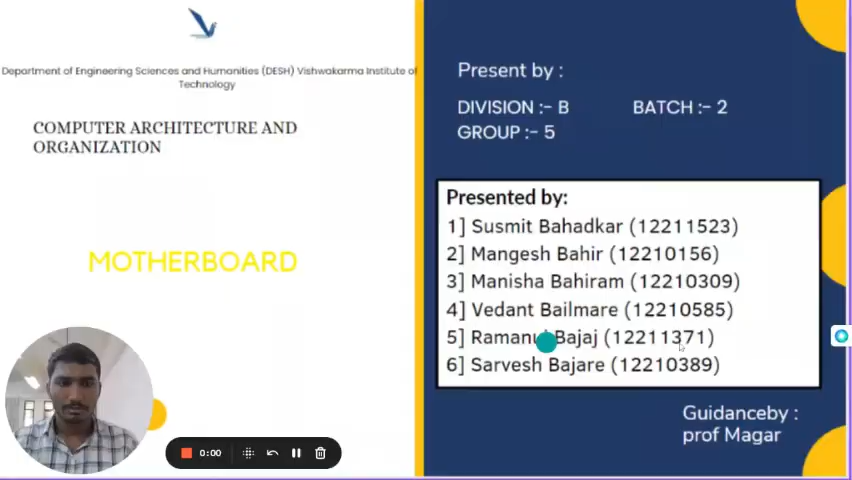 Department of Engineering Sciences and Humanities (DESH) Vishwakarma Institute of
Technology
COMPUTER ARCHITECTURE AND
ORGANIZATION
MOTHERBOARD
0:00
Present by :
DIVISION :- B BATCH :- 2
GROUP :- 5
Presented by:
1] Susmit Bahadkar (12211523)
2] Mangesh Bahir (12210156)
3] Manisha Bahiram (12210309)
4] Vedant Bailmare (12210585)
5] Bajaj (12211371)
6] Sarvesh Bajare (12210389)
Guidanceby :
prof Magar